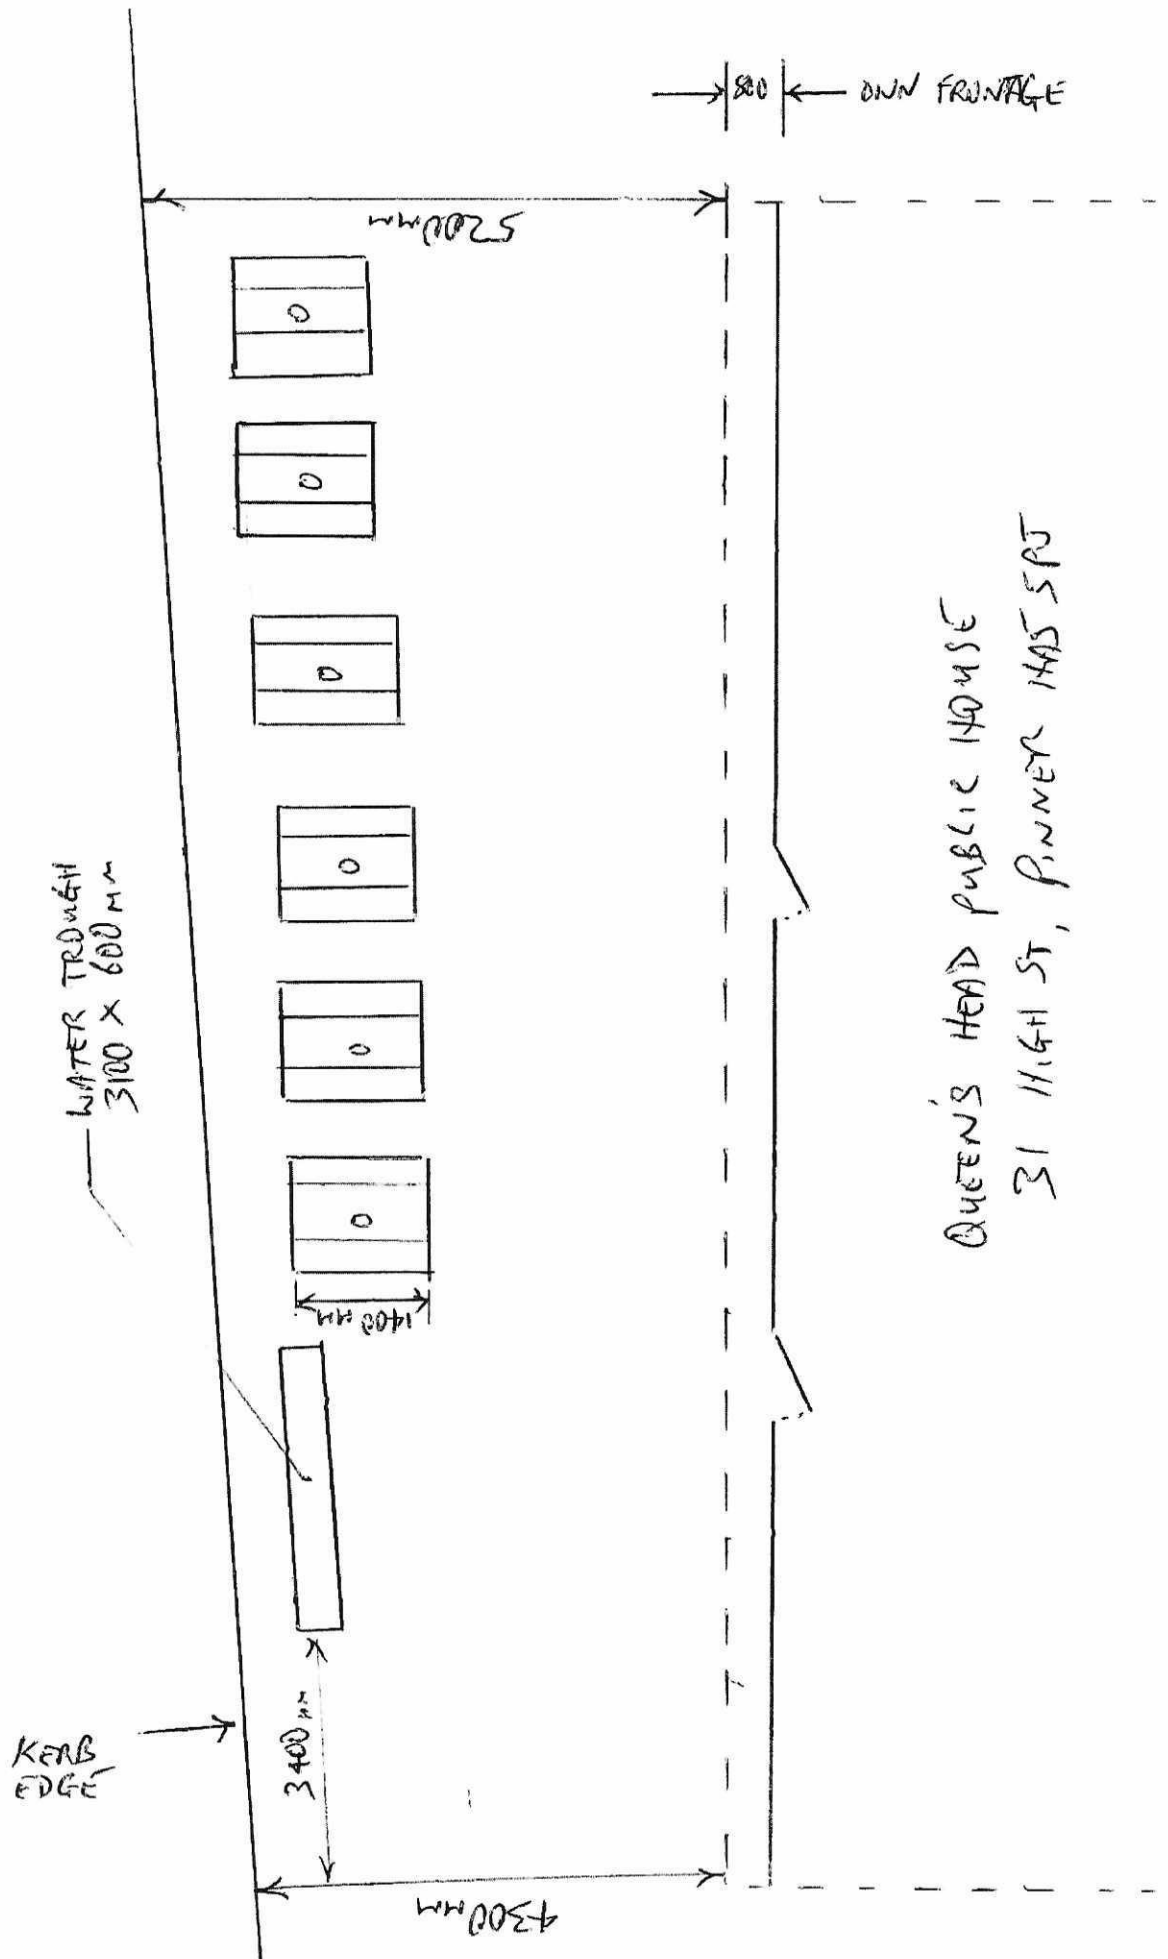 500
OWN FRONTAGE
5200mm
WATER TROUGH
3100 X 600mm
1400mm
KERB
EDGE
3400mm
4300mm
QUEEN'S HEAD PUBLIC HOUSE
31 HIGH ST, PINNER HA5 5PJ